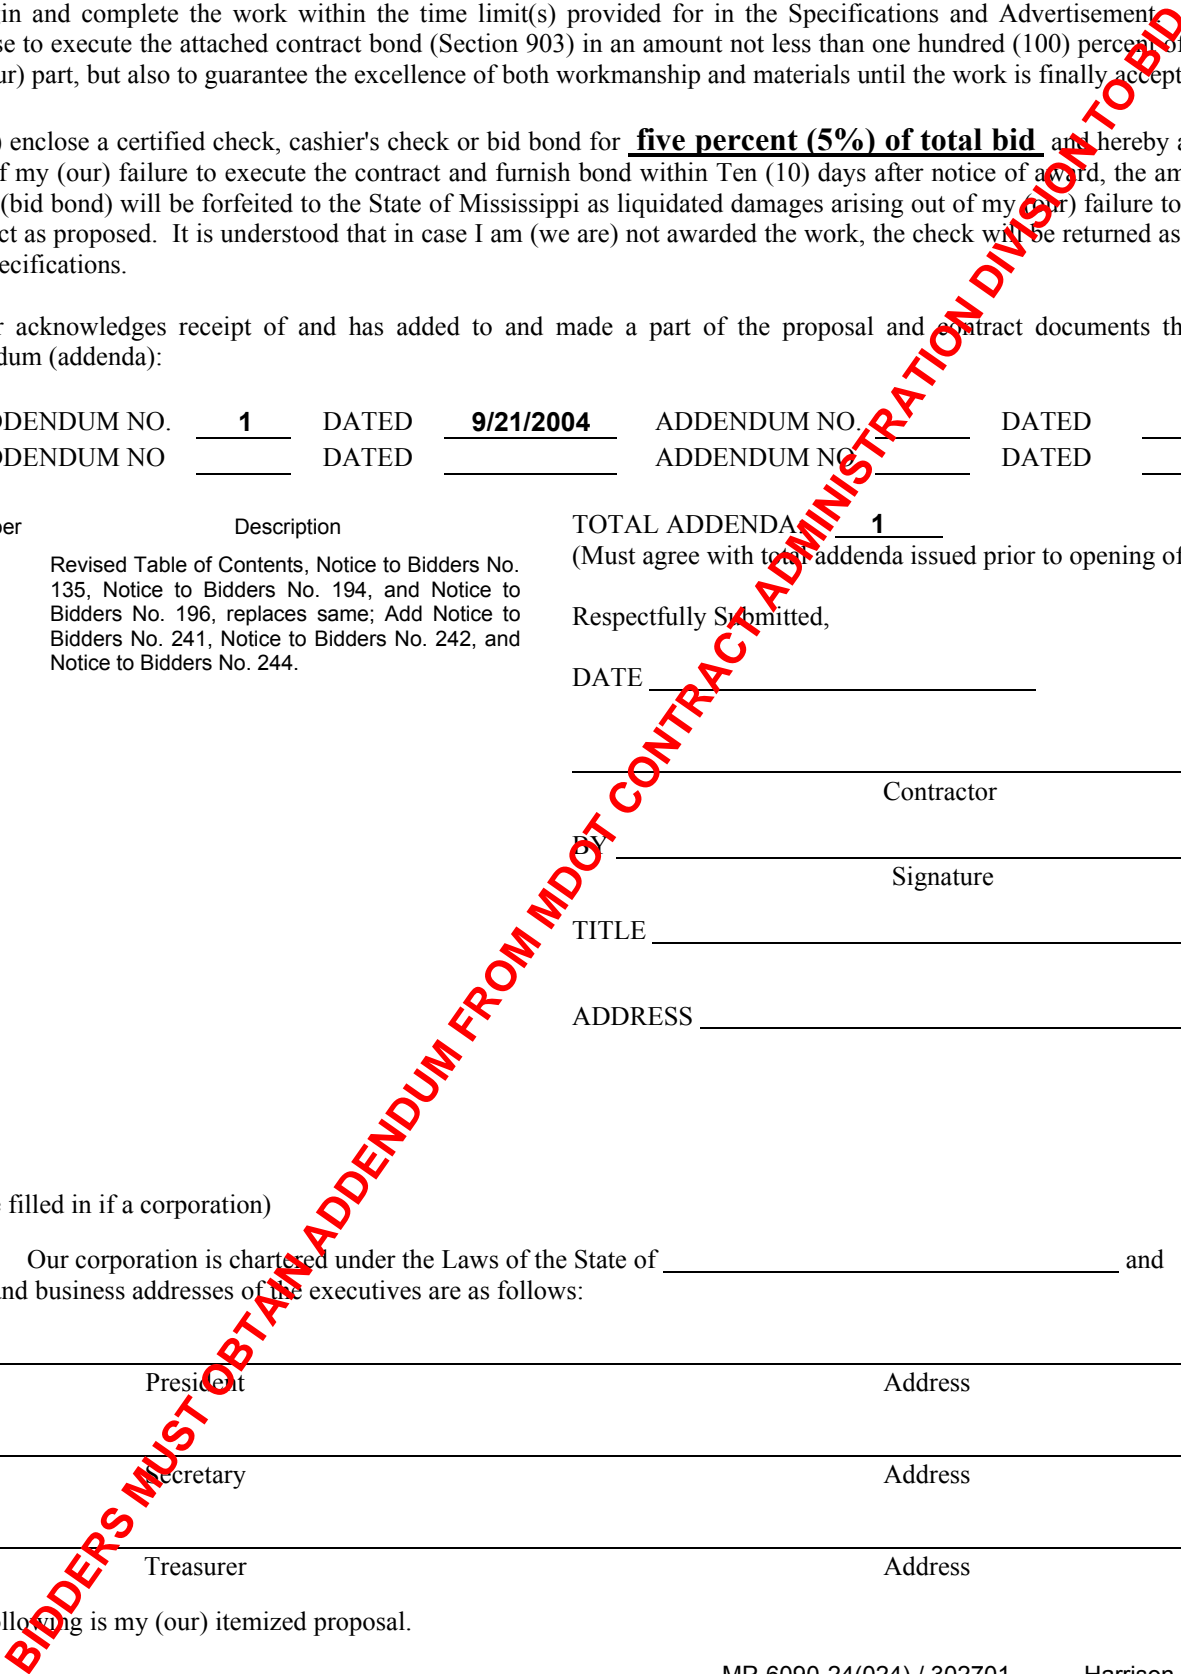 in and complete the work within the time limit(s) provided for in the Specifications and Advertisement.
se to execute the attached contract bond (Section 903) in an amount not less than one hundred (100) percent of
ur) part, but also to guarantee the excellence of both workmanship and materials until the work is finally accept
) enclose a certified check, cashier's check or bid bond for five percent (5%) of total bid and hereby a
f my (our) failure to execute the contract and furnish bond within Ten (10) days after notice of award, the am
(bid bond) will be forfeited to the State of Mississippi as liquidated damages arising out of my (our) failure to
ct as proposed. It is understood that in case I am (we are) not awarded the work, the check will be returned as
ecifications.
r acknowledges receipt of and has added to and made a part of the proposal and contract documents th
dum (addenda):
DDENDUM NO. 1 DATED 9/21/2004 ADDENDUM NO. DATED
DDENDUM NO DATED ADDENDUM NO DATED
ber Description
TOTAL ADDENDA: 1
(Must agree with total addenda issued prior to opening of
Revised Table of Contents, Notice to Bidders No.
135, Notice to Bidders No. 194, and Notice to
Bidders No. 196, replaces same; Add Notice to
Bidders No. 241, Notice to Bidders No. 242, and
Notice to Bidders No. 244.
Respectfully Submitted,
DATE
Contractor
BY
Signature
TITLE
ADDRESS
e filled in if a corporation)
Our corporation is chartered under the Laws of the State of and
and business addresses of the executives are as follows:
President Address
Secretary Address
Treasurer Address
ollowing is my (our) itemized proposal.
MP-6090-24(024) / 302701 Harrison
BIDDERS MUST OBTAIN ADDENDUM FROM MDOT CONTRACT ADMINISTRATION DIVISION TO BID